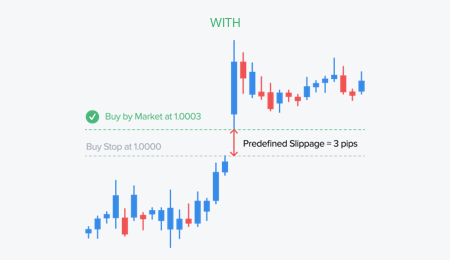 WITH
Buy by Market at 1.0003
Buy Stop at 1.0000
Predefined Slippage = 3 pips